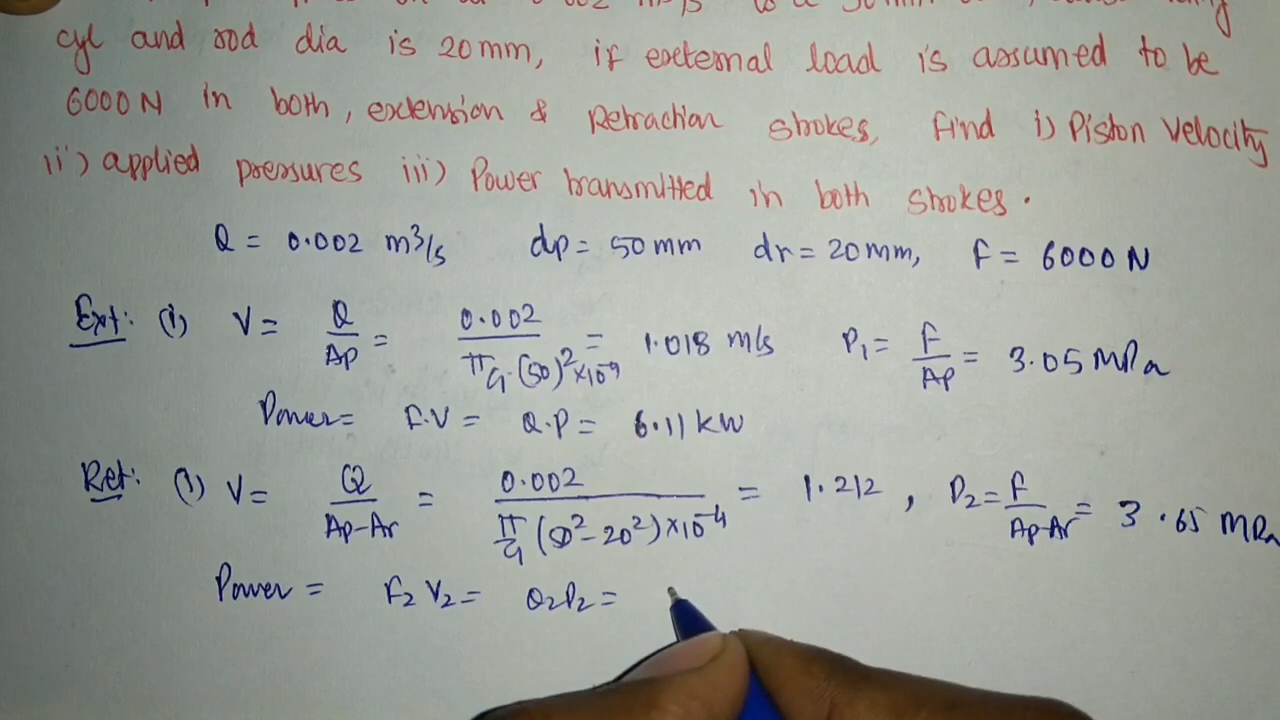 cyl and rod dia is 20mm, if external load is assumed to be
6000 N in both, extension & Retraction strokes, find i) Piston Velocity
ii) applied pressures iii) Power transmitted in both strokes.
Q = 0.002 m³/s dp = 50 mm dr = 20 mm, F = 6000 N
Ext: (i) V = Q/Ap = 0.002 / π/4 · (50)² × 10⁻⁹ = 1.018 m/s P₁ = F/Ap = 3.05 MPa
Power = F.V = Q.P = 6.11 kW
Ret: (i) V = Q/Ap-Ar = 0.002 / π/4 (50² - 20²) × 10⁻⁴ = 1.212 , P₂ = F/Ap-Ar = 3.65 MPa
Power = F₂ V₂ = Q₂P₂ =